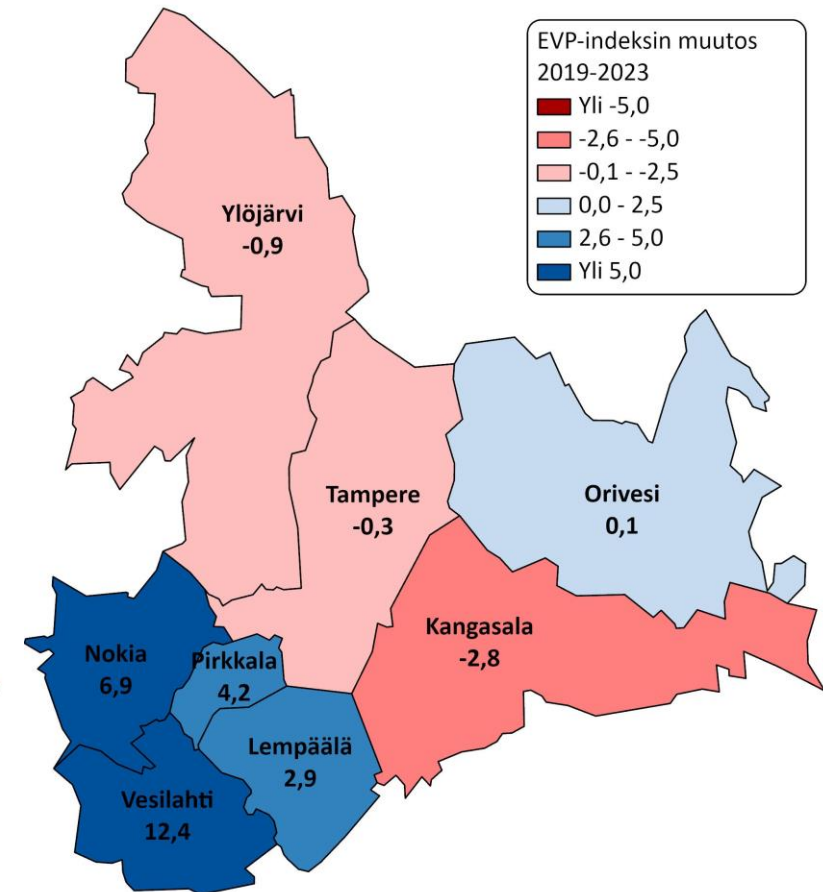 EVP-indeksin muutos
2019-2023
Yli -5,0
-2,6 - -5,0
-0,1 - -2,5
0,0 - 2,5
2,6 - 5,0
Yli 5,0
Ylöjärvi
-0,9
Tampere
-0,3
Orivesi
0,1
Kangasala
-2,8
Nokia
6,9
Pirkkala
4,2
Lempäälä
2,9
Vesilahti
12,4